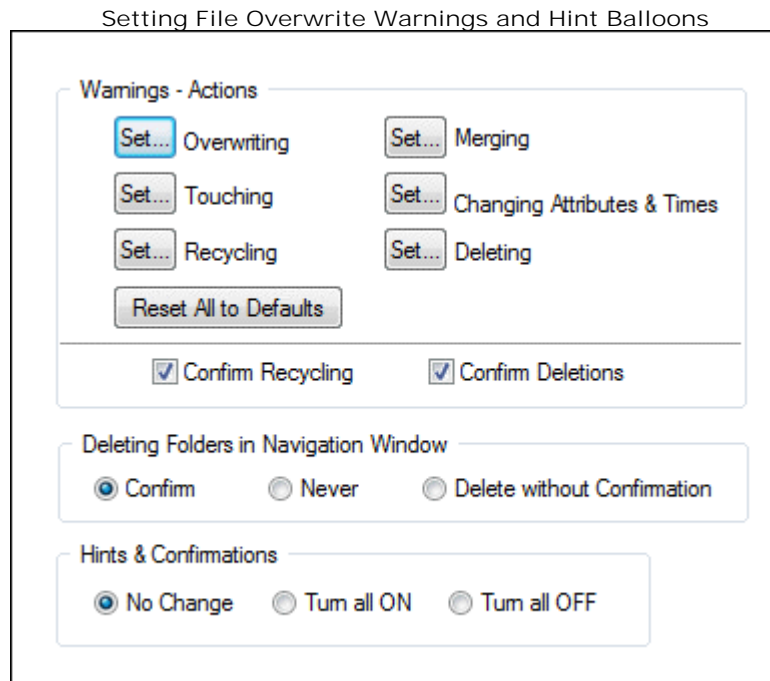 Setting File Overwrite Warnings and Hint Balloons
Warnings - Actions
Set... Overwriting Set... Merging
Set... Touching Set... Changing Attributes & Times
Set... Recycling Set... Deleting
Reset All to Defaults
Confirm Recycling Confirm Deletions
Deleting Folders in Navigation Window
Confirm Never Delete without Confirmation
Hints & Confirmations
No Change Turn all ON Turn all OFF